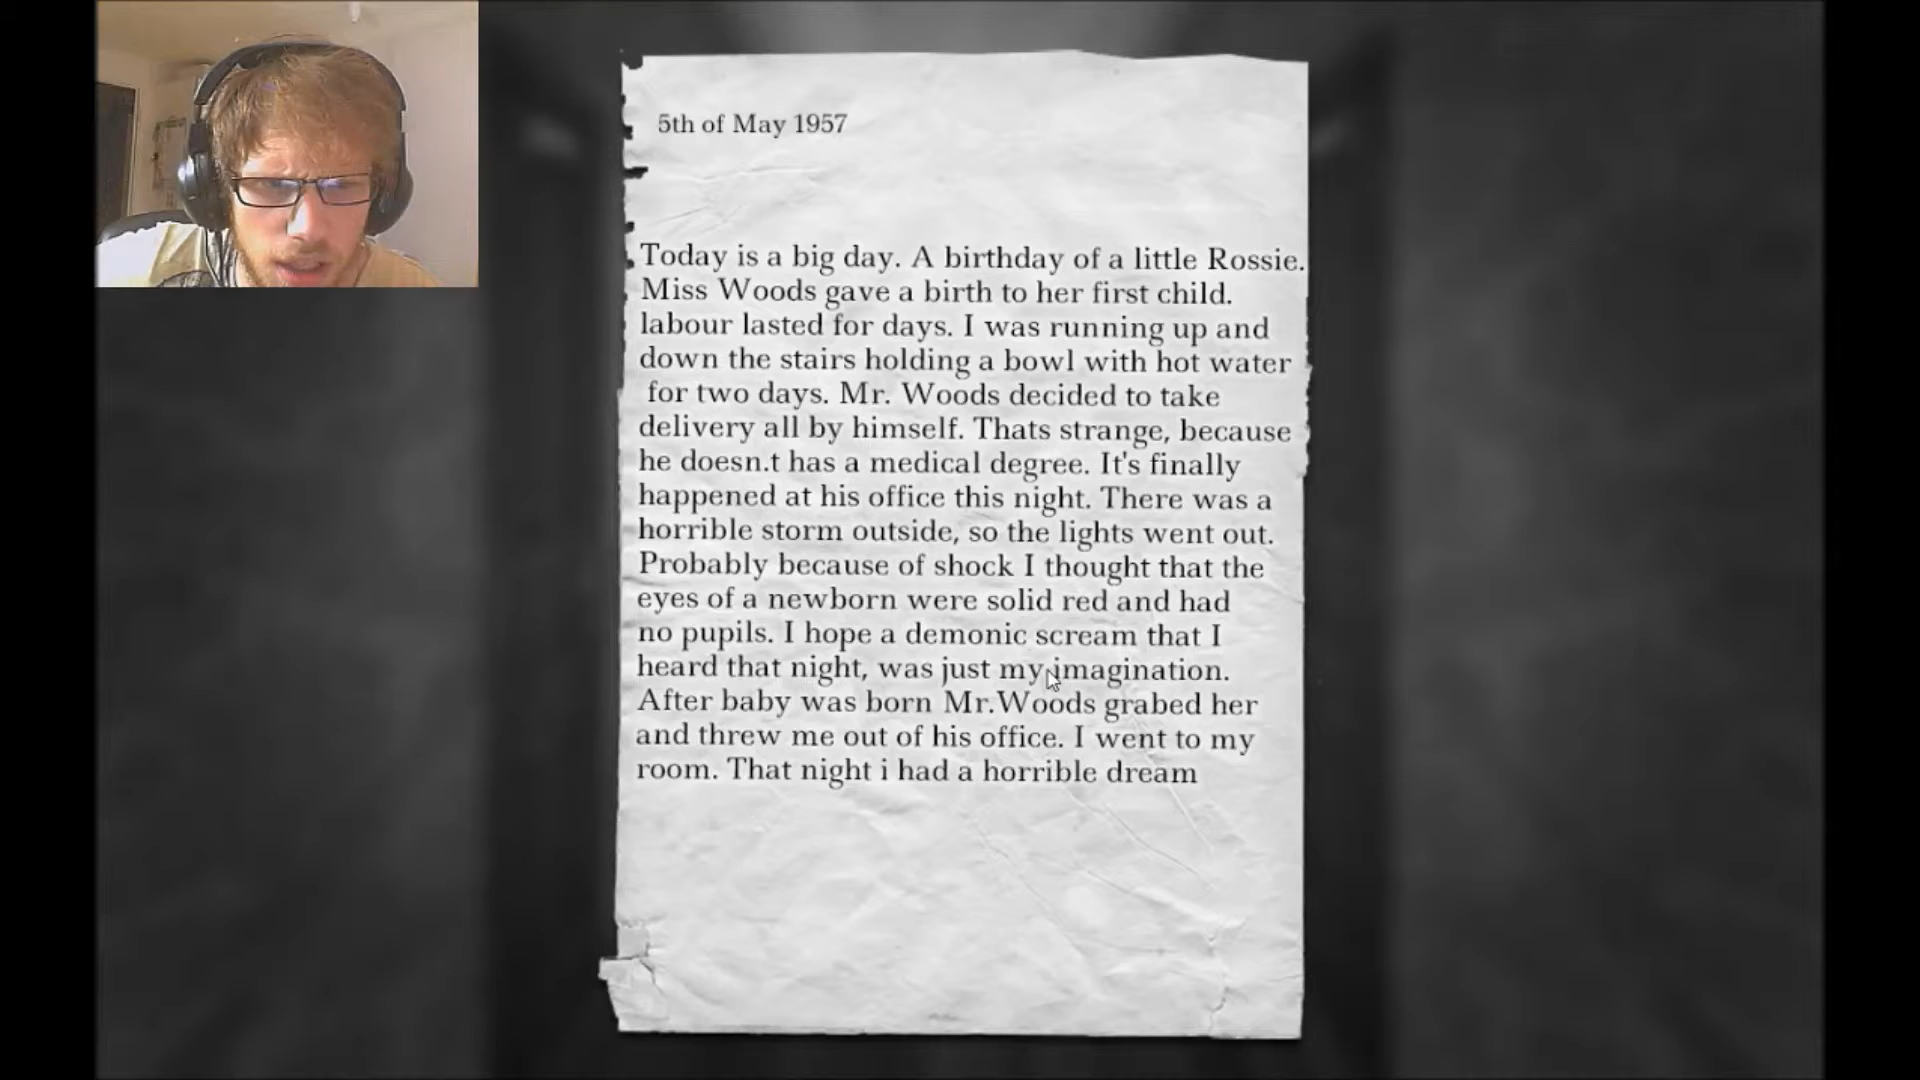 5th of May 1957
Today is a big day. A birthday of a little Rossie.
Miss Woods gave a birth to her first child.
labour lasted for days. I was running up and
down the stairs holding a bowl with hot water
for two days. Mr. Woods decided to take
delivery all by himself. Thats strange, because
he doesn.t has a medical degree. It's finally
happened at his office this night. There was a
horrible storm outside, so the lights went out.
Probably because of shock I thought that the
eyes of a newborn were solid red and had
no pupils. I hope a demonic scream that I
heard that night, was just my imagination.
After baby was born Mr.Woods grabed her
and threw me out of his office. I went to my
room. That night i had a horrible dream